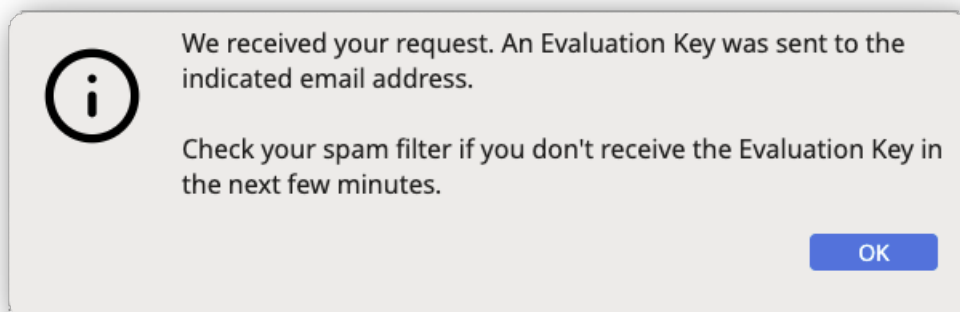 We received your request. An Evaluation Key was sent to the
indicated email address.
Check your spam filter if you don't receive the Evaluation Key in
the next few minutes.
OK